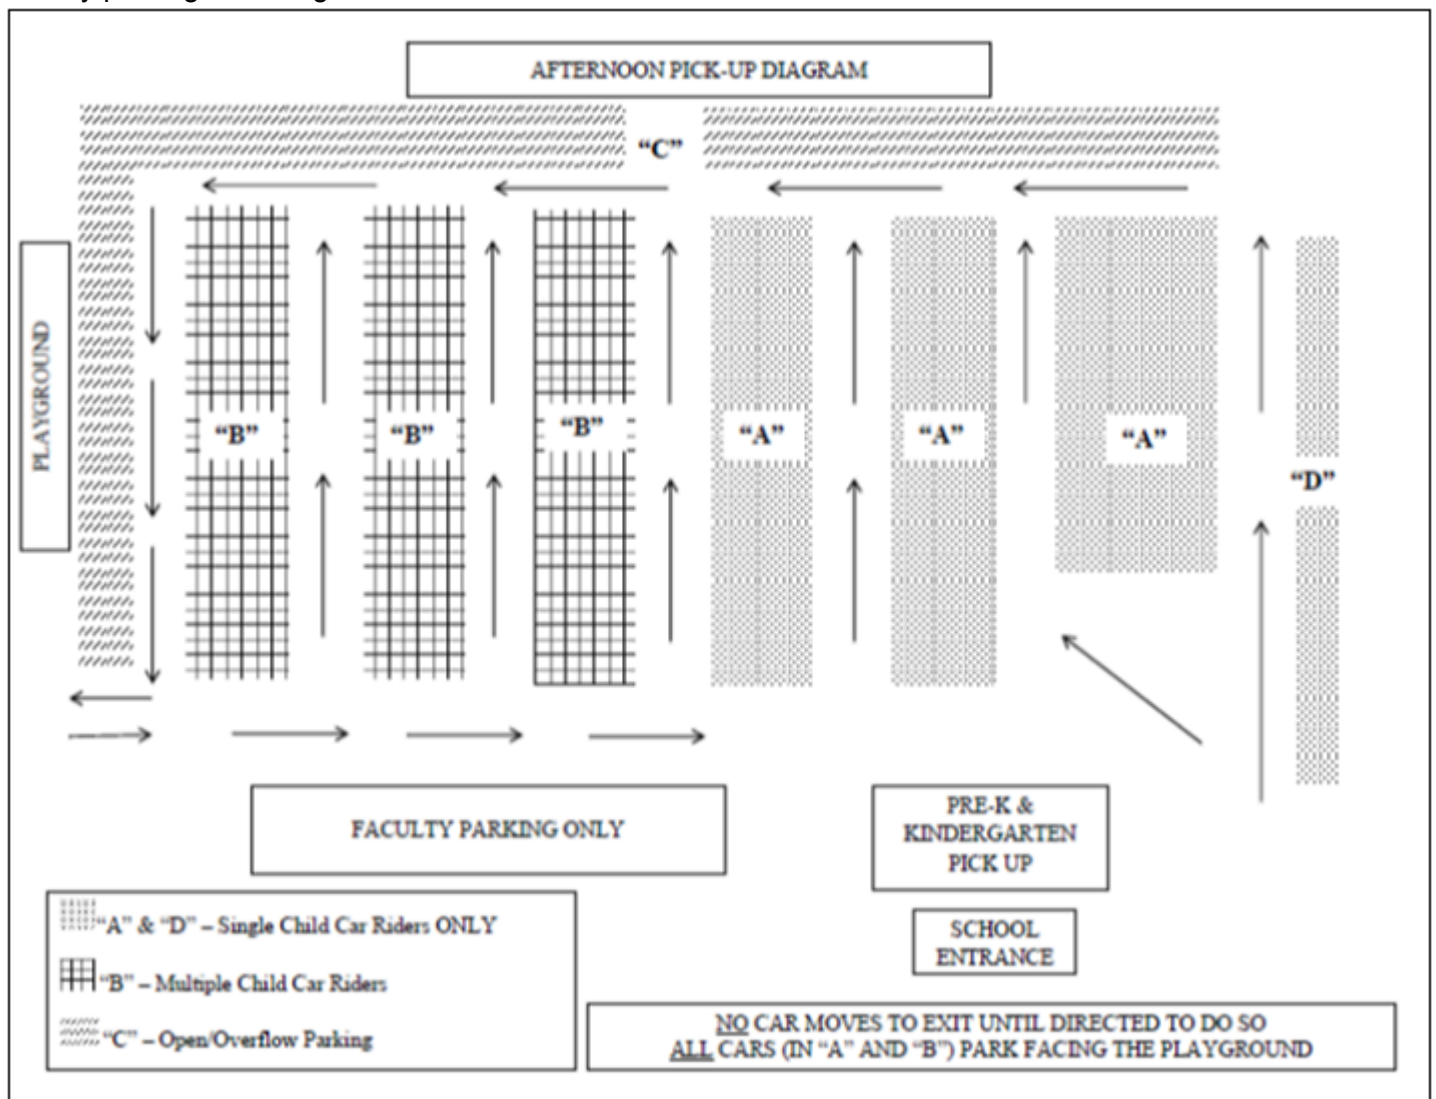 AFTERNOON PICK-UP DIAGRAM
“C”
PLAYGROUND
“B”
“B”
“B”
“A”
“A”
“A”
“D”
FACULTY PARKING ONLY
PRE-K &
KINDERGARTEN
PICK UP
SCHOOL
ENTRANCE
“A” & “D” – Single Child Car Riders ONLY
“B” – Multiple Child Car Riders
“C” – Open/Overflow Parking
NO CAR MOVES TO EXIT UNTIL DIRECTED TO DO SO
ALL CARS (IN “A” AND “B”) PARK FACING THE PLAYGROUND